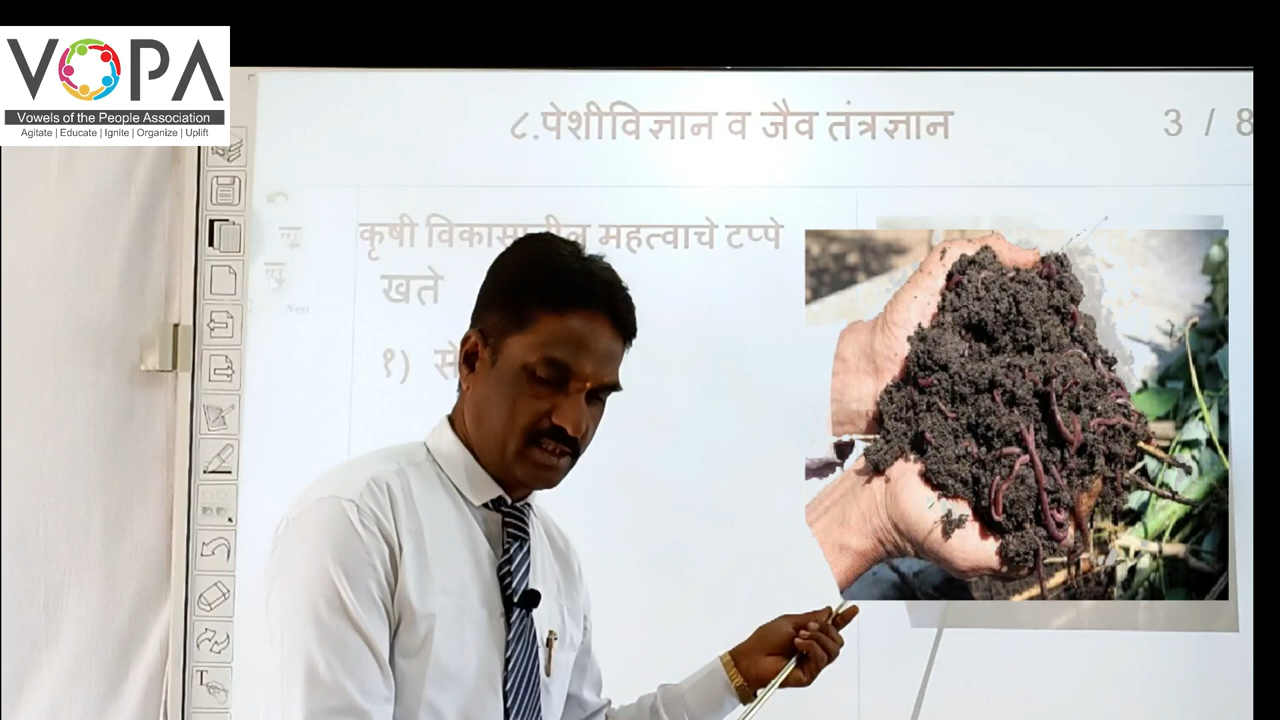 VOPA
Vowels of the People Association
Agitate | Educate | Ignite | Organize | Uplift
८.पेशीविज्ञान व जैव तंत्रज्ञान
3 / 8
कृषी विकासातील महत्वाचे टप्पे
खते
१)
Next
T